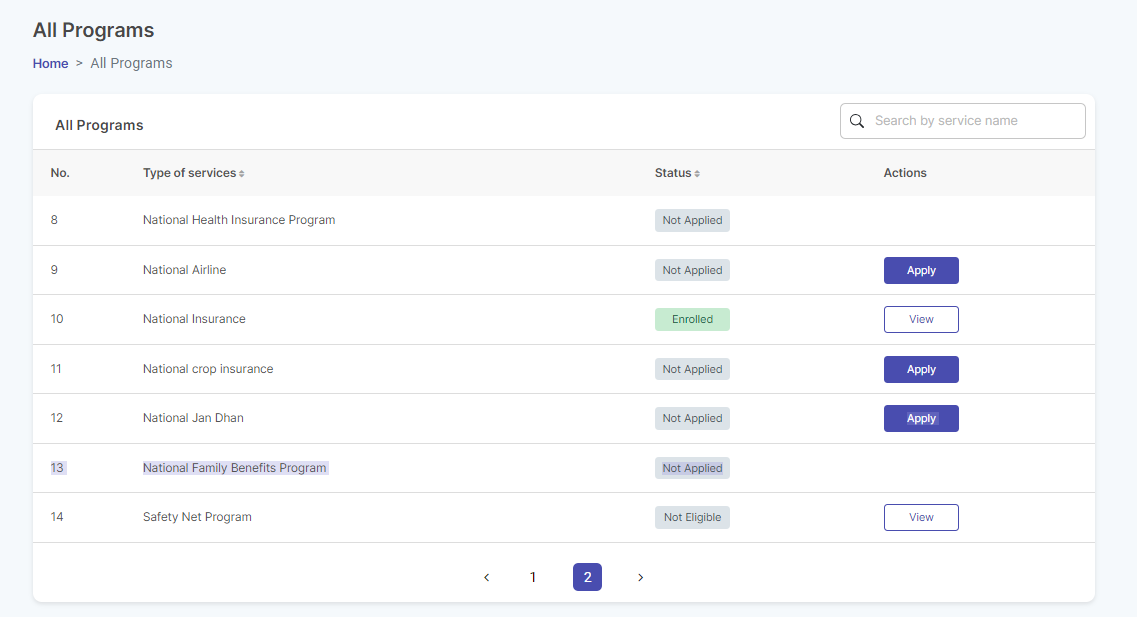 All Programs
Home > All Programs
All Programs
Search by service name
No. Type of services Status Actions
8 National Health Insurance Program Not Applied
9 National Airline Not Applied Apply
10 National Insurance Enrolled View
11 National crop insurance Not Applied Apply
12 National Jan Dhan Not Applied Apply
13 National Family Benefits Program Not Applied
14 Safety Net Program Not Eligible View
< 1 2 >